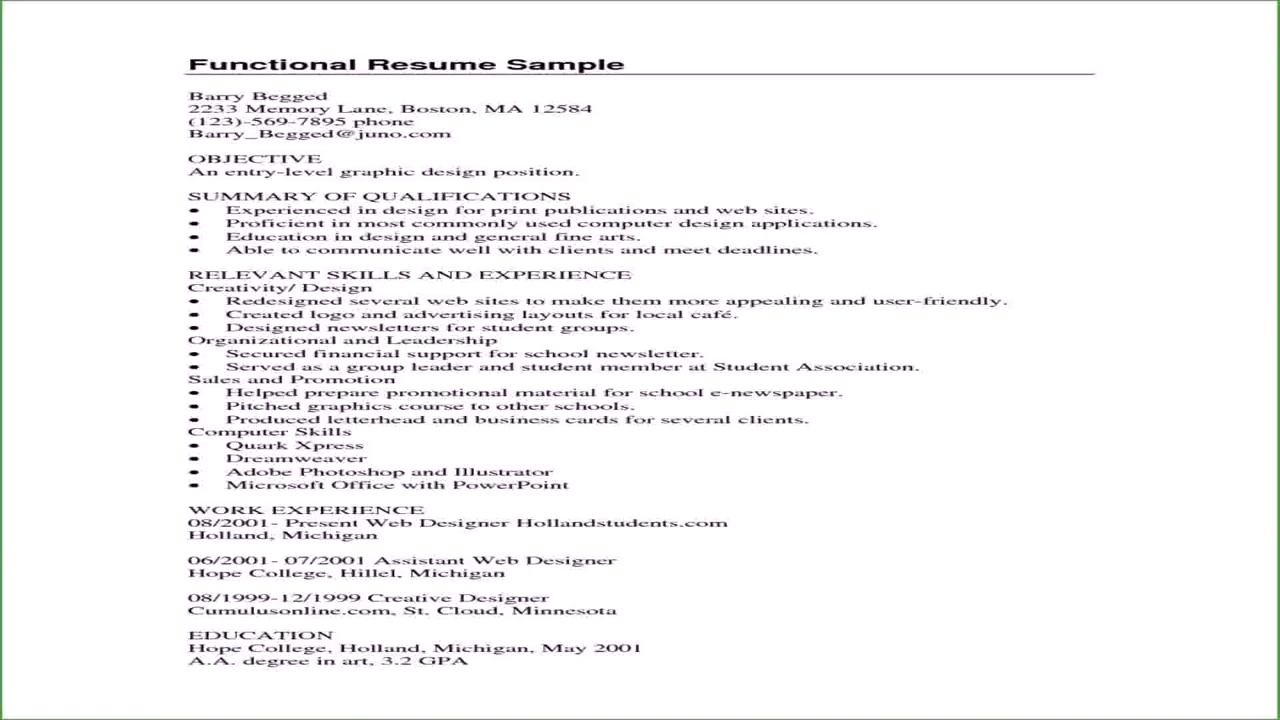 Functional Resume Sample
Barry Begged
2233 Memory Lane, Boston, MA 12584
(123)-569-7895 phone
Barry_Begged@juno.com
OBJECTIVE
An entry-level graphic design position.
SUMMARY OF QUALIFICATIONS
• Experienced in design for print publications and web sites.
• Proficient in most commonly used computer design applications.
• Education in design and general fine arts.
• Able to communicate well with clients and meet deadlines.
RELEVANT SKILLS AND EXPERIENCE
Creativity/ Design
• Redesigned several web sites to make them more appealing and user-friendly.
• Created logo and advertising layouts for local café.
• Designed newsletters for student groups.
Organizational and Leadership
• Secured financial support for school newsletter.
• Served as a group leader and student member at Student Association.
Sales and Promotion
• Helped prepare promotional material for school e-newspaper.
• Pitched graphics course to other schools.
• Produced letterhead and business cards for several clients.
Computer Skills
• Quark Xpress
• Dreamweaver
• Adobe Photoshop and Illustrator
• Microsoft Office with PowerPoint
WORK EXPERIENCE
08/2001- Present Web Designer Hollandstudents.com
Holland, Michigan
06/2001- 07/2001 Assistant Web Designer
Hope College, Hillel, Michigan
08/1999-12/1999 Creative Designer
Cumulusonline.com, St. Cloud, Minnesota
EDUCATION
Hope College, Holland, Michigan, May 2001
A.A. degree in art, 3.2 GPA